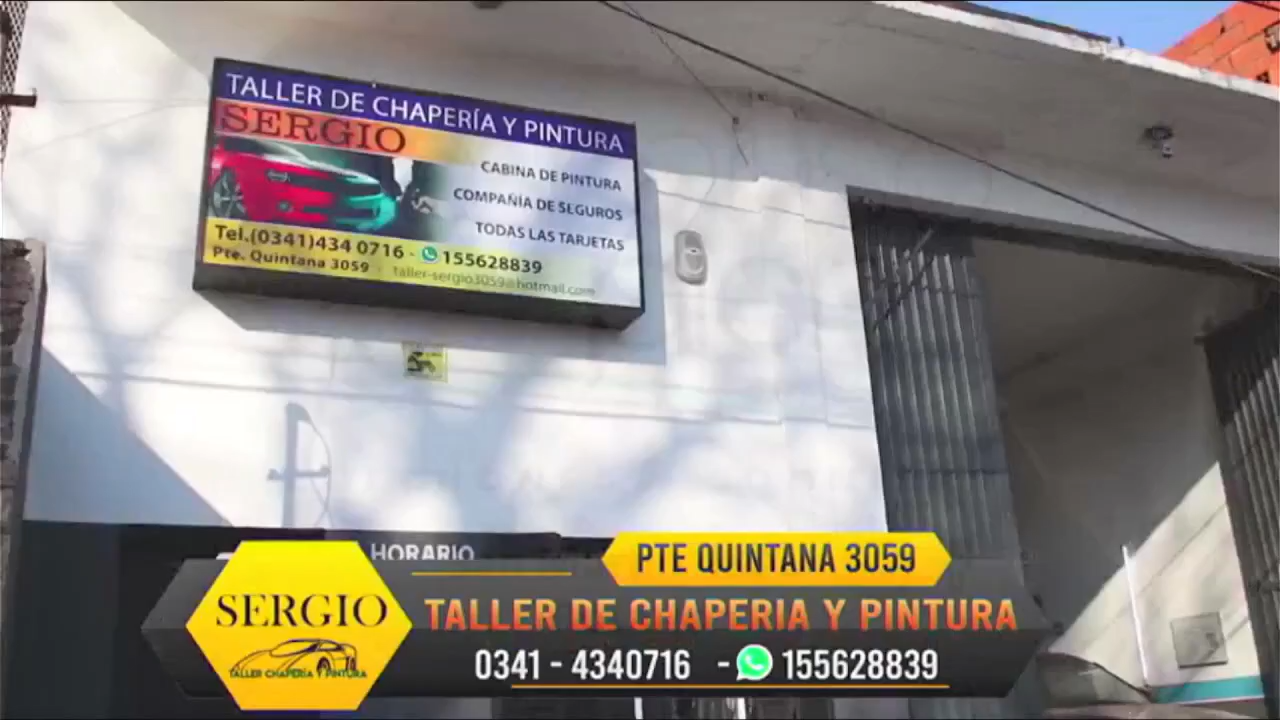 TALLER DE CHAPERÍA Y PINTURA
SERGIO
CABINA DE PINTURA
COMPAÑÍA DE SEGUROS
TODAS LAS TARJETAS
Tel.(0341)434 0716 - 155628839
Pte. Quintana 3059 - taller-sergio3059@hotmail.com
HORARIO
PTE QUINTANA 3059
SERGIO
TALLER CHAPERÍA Y PINTURA
TALLER DE CHAPERIA Y PINTURA
0341 - 4340716 - 155628839